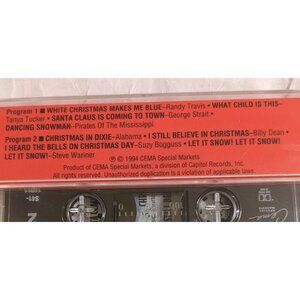 Program 1 ■ WHITE CHRISTMAS MAKES ME BLUE–Randy Travis • WHAT CHILD IS THIS–
Tanya Tucker • SANTA CLAUS IS COMING TO TOWN–George Strait •
DANCING SNOWMAN–Pirates Of The Mississippi
Program 2 ■ CHRISTMAS IN DIXIE–Alabama • I STILL BELIEVE IN CHRISTMAS–Billy Dean •
I HEARD THE BELLS ON CHRISTMAS DAY–Suzy Bogguss • LET IT SNOW! LET IT SNOW!
LET IT SNOW!–Steve Wariner
℗ © 1994 CEMA Special Markets
Product of CEMA Special Markets, a division of Capitol Records, Inc.
All Rights Reserved. Unauthorized duplication is a violation of applicable laws.
S41-
2
Cema